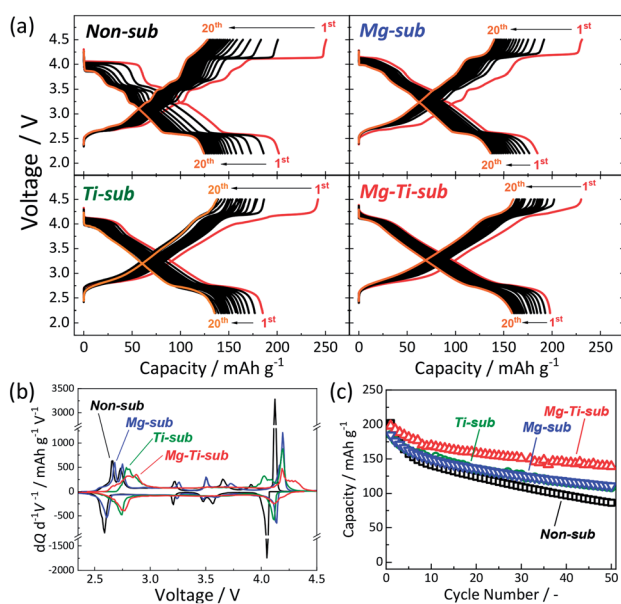 (a)
Non-sub
20th
1st
Mg-sub
20th
1st
4.5
4.0
3.5
3.0
2.5
2.0
20th
1st
20th
1st
Voltage / V
Ti-sub
20th
1st
Mg-Ti-sub
20th
1st
4.5
4.0
3.5
3.0
2.5
2.0
20th
1st
20th
1st
0 50 100 150 200 250 0 50 100 150 200 250
Capacity / mAh g-1
Capacity / mAh g-1
(b)
3500
3000
1000
500
0
-500
-1500
-2000
dQ d-1V-1 / mAh g-1 V-1
Non-sub
Mg-sub
Ti-sub
Mg-Ti-sub
2.5 3.0 3.5 4.0 4.5
Voltage / V
(c)
250
200
150
100
50
0
Capacity / mAh g-1
Mg-Ti-sub
Ti-sub
Mg-sub
Non-sub
0 10 20 30 40 50
Cycle Number / -